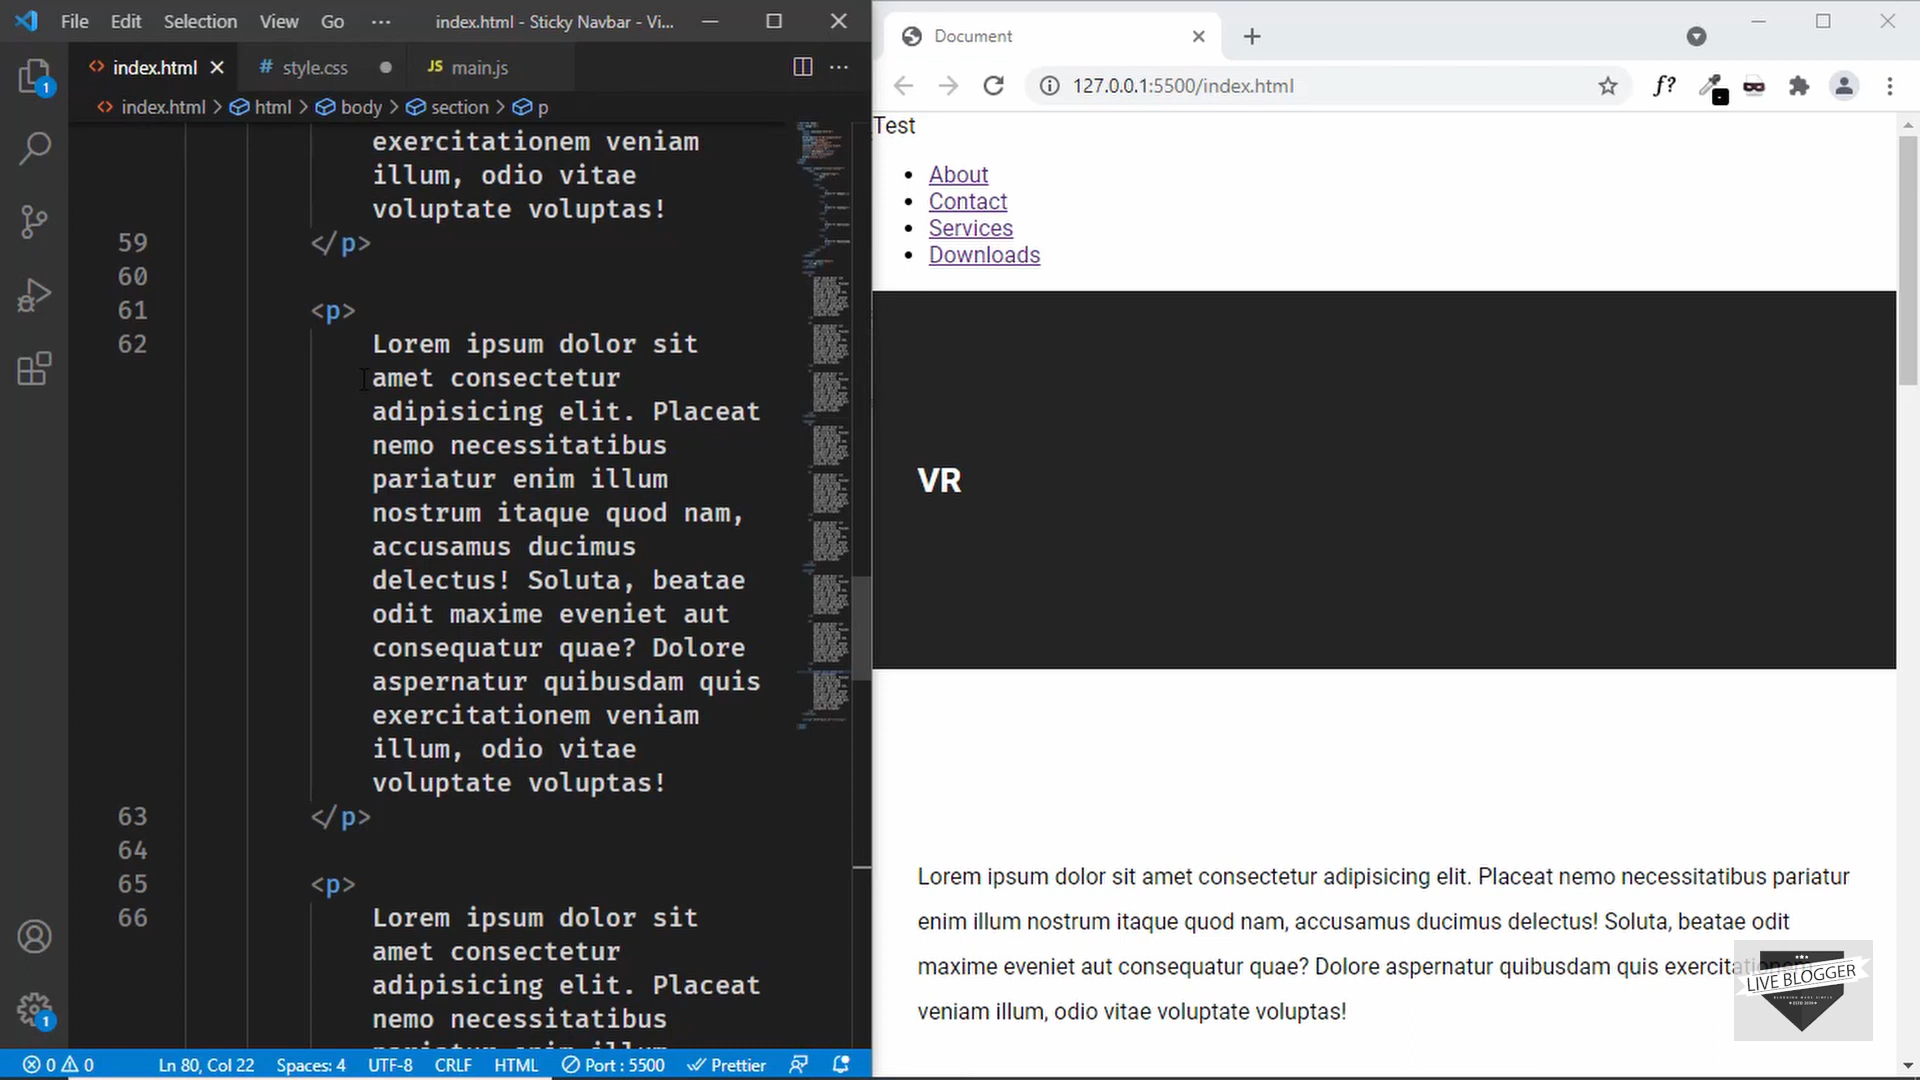 File Edit Selection View Go ··· index.html - Sticky Navbar - Vi...
index.html style.css main.js
index.html > html > body > section > p
exercitationem veniam
illum, odio vitae
voluptate voluptas!
59 </p>
60
61 <p>
62 Lorem ipsum dolor sit
amet consectetur
adipisicing elit. Placeat
nemo necessitatibus
pariatur enim illum
nostrum itaque quod nam,
accusamus ducimus
delectus! Soluta, beatae
odit maxime eveniet aut
consequatur quae? Dolore
aspernatur quibusdam quis
exercitationem veniam
illum, odio vitae
voluptate voluptas!
63 </p>
64
65 <p>
66 Lorem ipsum dolor sit
amet consectetur
adipisicing elit. Placeat
nemo necessitatibus
pariatur enim illum
1
1
0 0 Ln 80, Col 22 Spaces: 4 UTF-8 CRLF HTML Port : 5500 Prettier
Document
127.0.0.1:5500/index.html f?
Test
• About
• Contact
• Services
• Downloads
VR
Lorem ipsum dolor sit amet consectetur adipisicing elit. Placeat nemo necessitatibus pariatur
enim illum nostrum itaque quod nam, accusamus ducimus delectus! Soluta, beatae odit
maxime eveniet aut consequatur quae? Dolore aspernatur quibusdam quis exercitationem
veniam illum, odio vitae voluptate voluptas!
LIVE BLOGGER